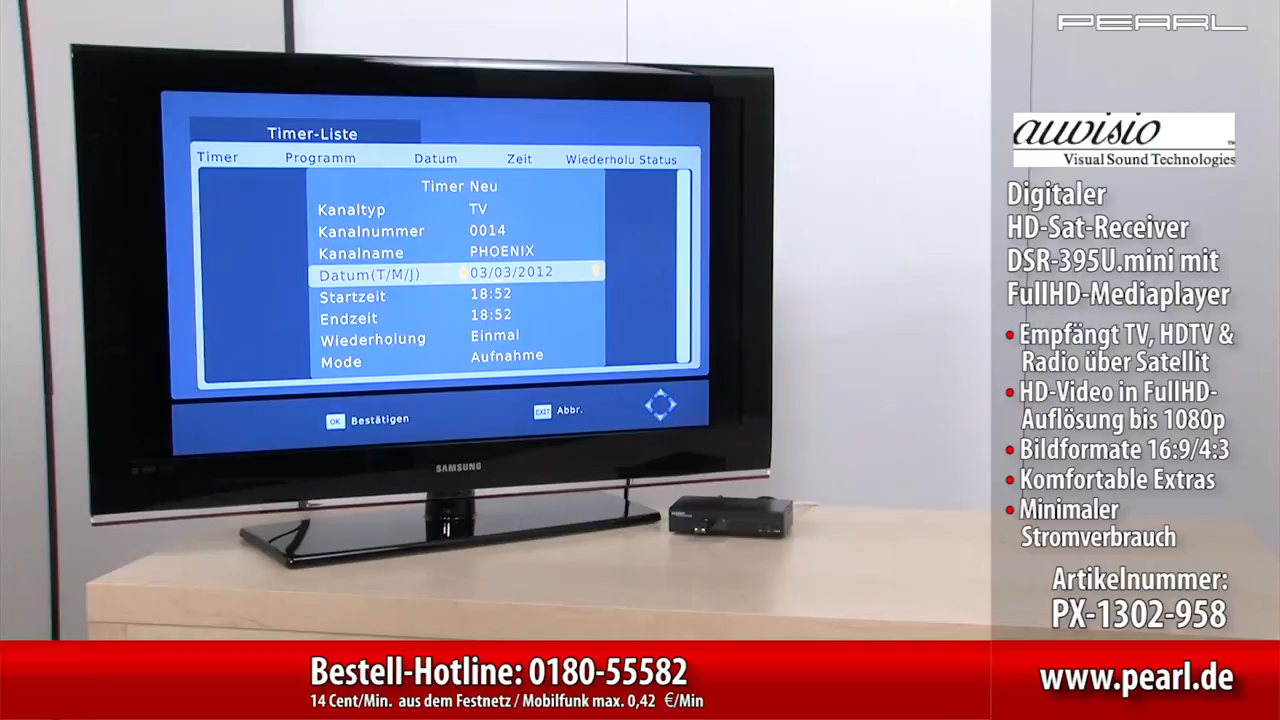 PEARL
Timer-Liste
Timer Programm Datum Zeit Wiederholu Status
Timer Neu
Kanaltyp TV
Kanalnummer 0014
Kanalname PHOENIX
Datum(T/M/J) 03/03/2012
Startzeit 18:52
Endzeit 18:52
Wiederholung Einmal
Mode Aufnahme
OK Bestätigen EXIT Abbr.
SAMSUNG
auvisio
Visual Sound Technologies
Digitaler
HD-Sat-Receiver
DSR-395U.mini mit
FullHD-Mediaplayer
• Empfängt TV, HDTV &
Radio über Satellit
• HD-Video in FullHD-
Auflösung bis 1080p
• Bildformate 16:9/4:3
• Komfortable Extras
• Minimaler
Stromverbrauch
Artikelnummer:
PX-1302-958
Bestell-Hotline: 0180-55582
14 Cent/Min. aus dem Festnetz / Mobilfunk max. 0,42 €/Min
www.pearl.de